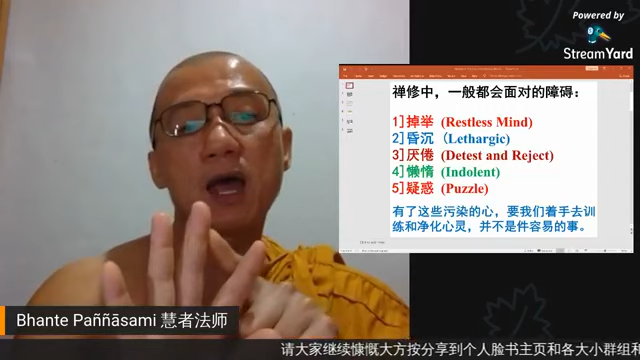 Powered by
StreamYard
禅修中，一般都会面对的障碍：
1]掉举 (Restless Mind)
2]昏沉 (Lethargic)
3]厌倦 (Detest and Reject)
4]懒惰 (Indolent)
5]疑惑 (Puzzle)
有了这些污染的心，要我们着手去训
练和净化心灵，并不是件容易的事。
Bhante Paññāsami 慧者法师
请大家继续慷慨大方按分享到个人脸书主页和各大小群组和